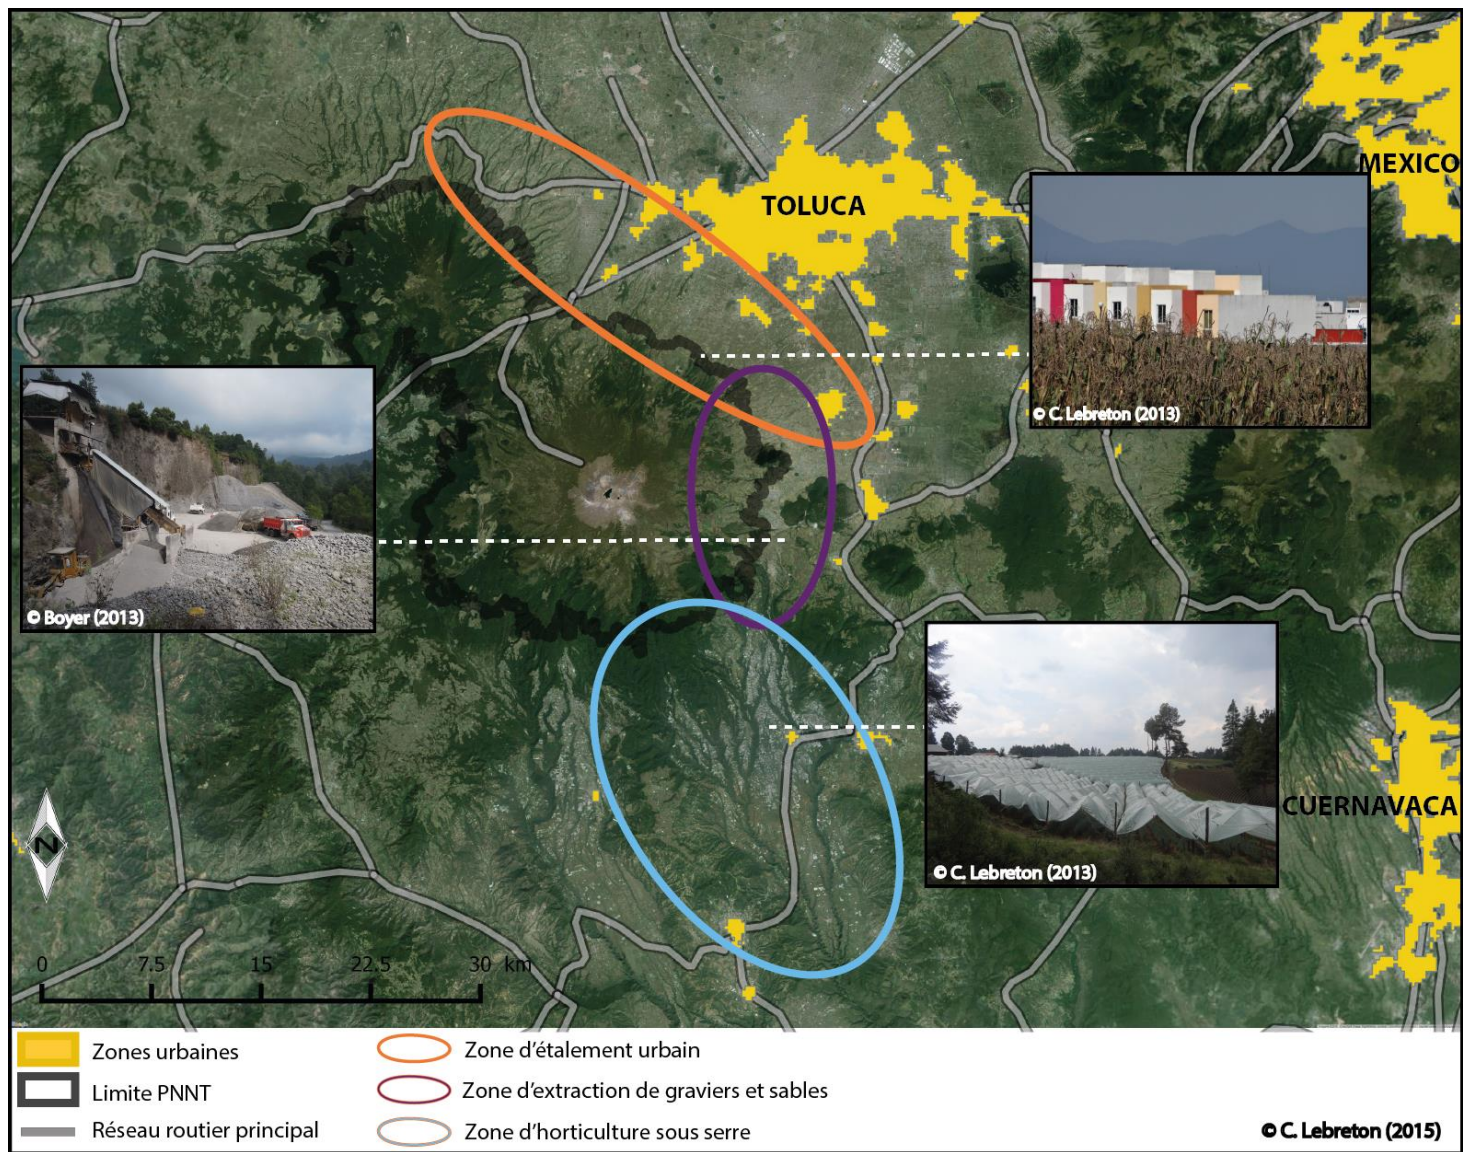 MEXICO
TOLUCA
© C. Lebreton (2013)
© Boyer (2013)
CUERNAVACA
© C. Lebreton (2013)
N
0 7.5 15 22.5 30 km
Zones urbaines
Limite PNNT
Réseau routier principal
Zone d'étalement urbain
Zone d'extraction de graviers et sables
Zone d'horticulture sous serre
© C. Lebreton (2015)